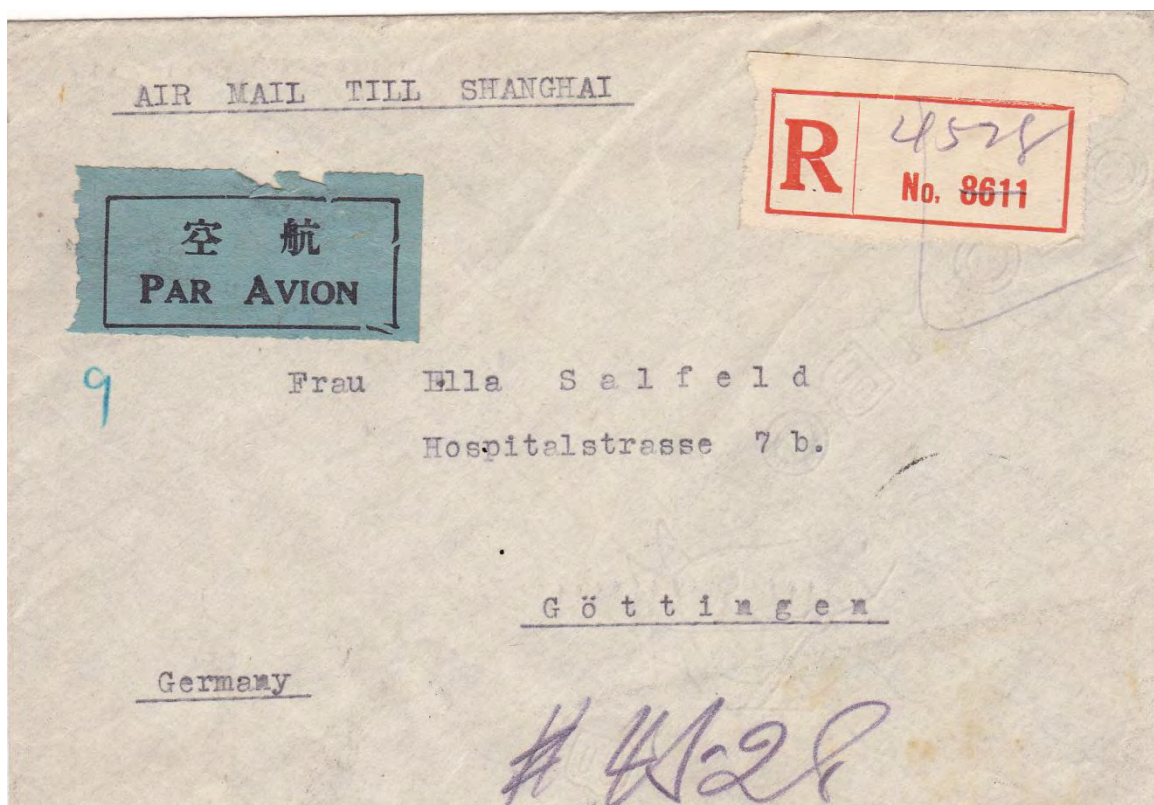 AIR MAIL TILL SHANGHAI
R
4528
No. 8611
空航
PAR AVION
9
Frau Ella Salfeld
Hospitalstrasse 7 b.
Göttingen
Germany
# 4528